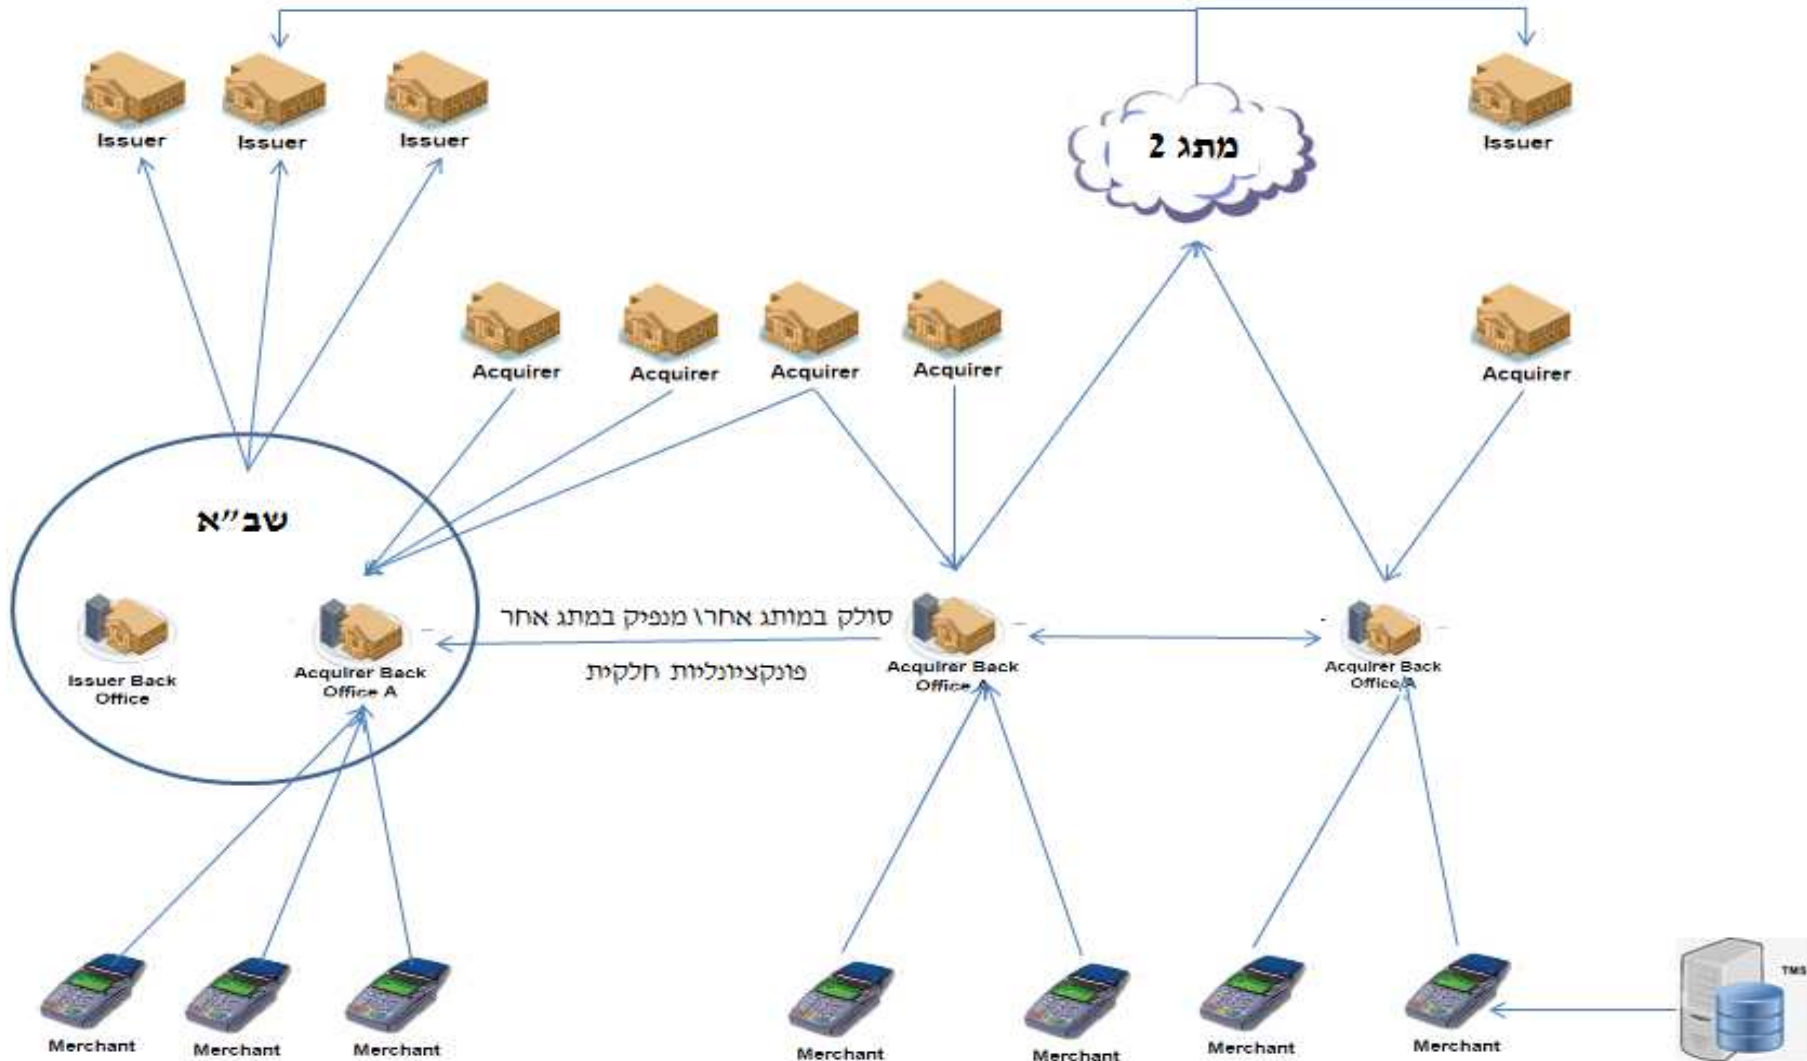 Issuer
Issuer
Issuer
מתג 2
Issuer
Acquirer
Acquirer
Acquirer
Acquirer
Acquirer
שב״א
סולק במותג אחר\ מנפיק במתג אחר
פונקציונליות חלקית
Issuer Back
Office
Acquirer Back
Office A
Acquirer Back
Office A
Acquirer Back
Office A
Merchant
Merchant
Merchant
Merchant
Merchant
Merchant
Merchant
TMS